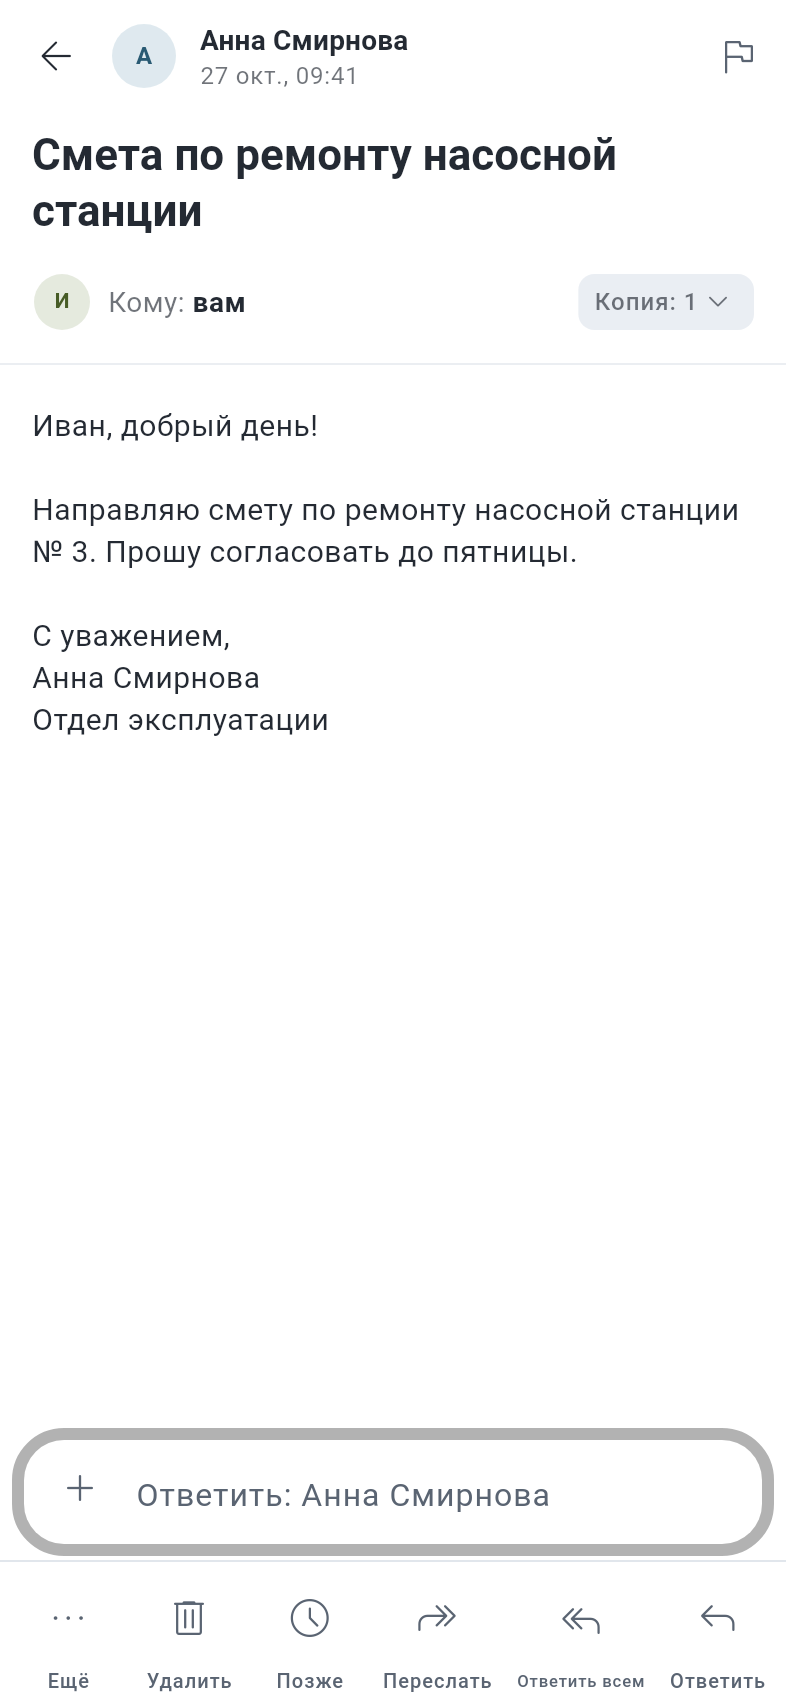 А
Анна Смирнова
27 окт., 09:41
Смета по ремонту насосной
станции
И
Кому: вам
Копия: 1
Иван, добрый день!
Направляю смету по ремонту насосной станции
№ 3. Прошу согласовать до пятницы.
С уважением,
Анна Смирнова
Отдел эксплуатации
Ответить: Анна Смирнова
Ещё
Удалить
Позже
Переслать
Ответить всем
Ответить